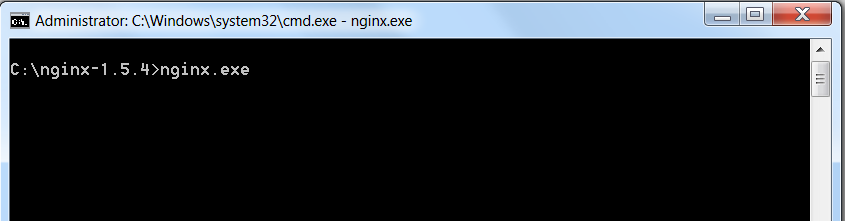 Administrator: C:\Windows\system32\cmd.exe - nginx.exe
C:\nginx-1.5.4>nginx.exe